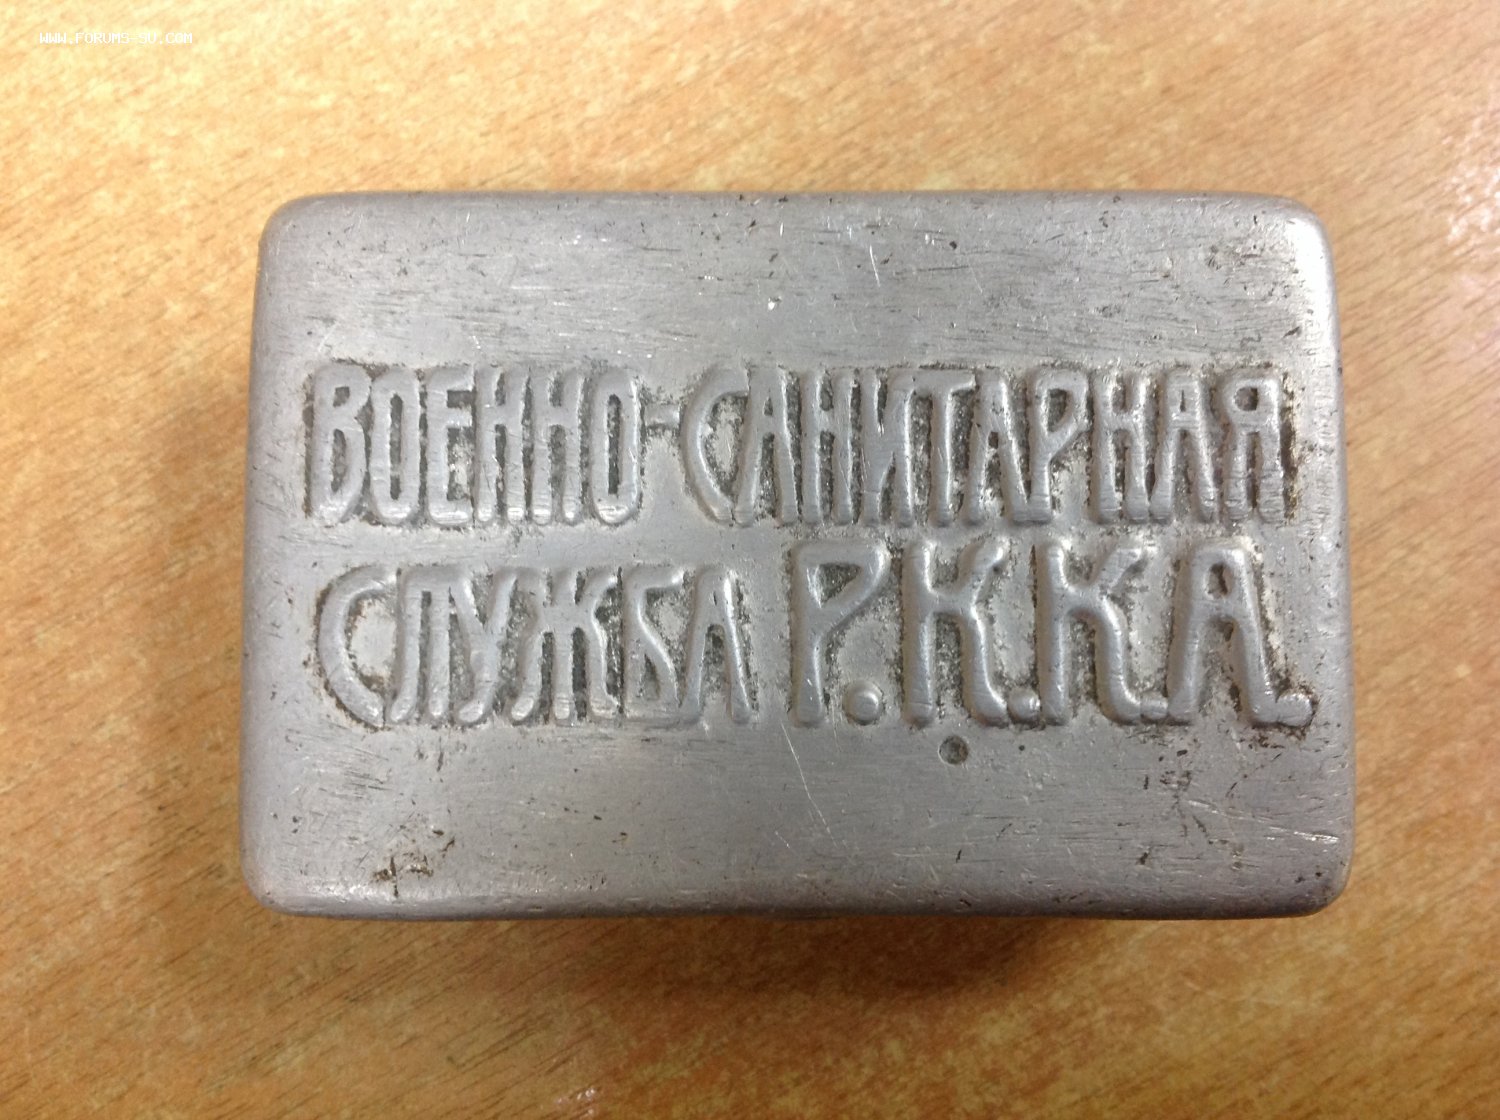 WWW.FORUMS-SU.COM
ВОЕННО-САНИТАРНАЯ
СЛУЖБА Р.К.К.А.